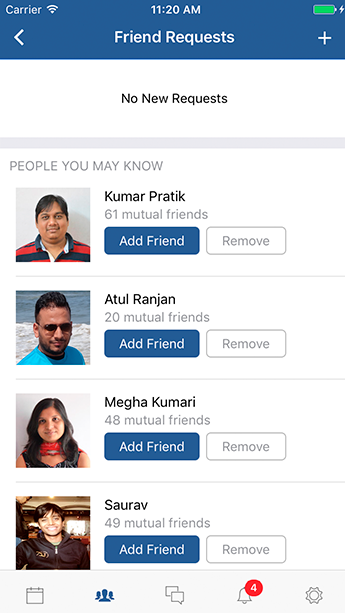 Carrier 11:20 AM
Friend Requests
No New Requests
PEOPLE YOU MAY KNOW
Kumar Pratik
61 mutual friends
Add Friend Remove
Atul Ranjan
20 mutual friends
Add Friend Remove
Megha Kumari
48 mutual friends
Add Friend Remove
Saurav
49 mutual friends
Add Friend Remove
4